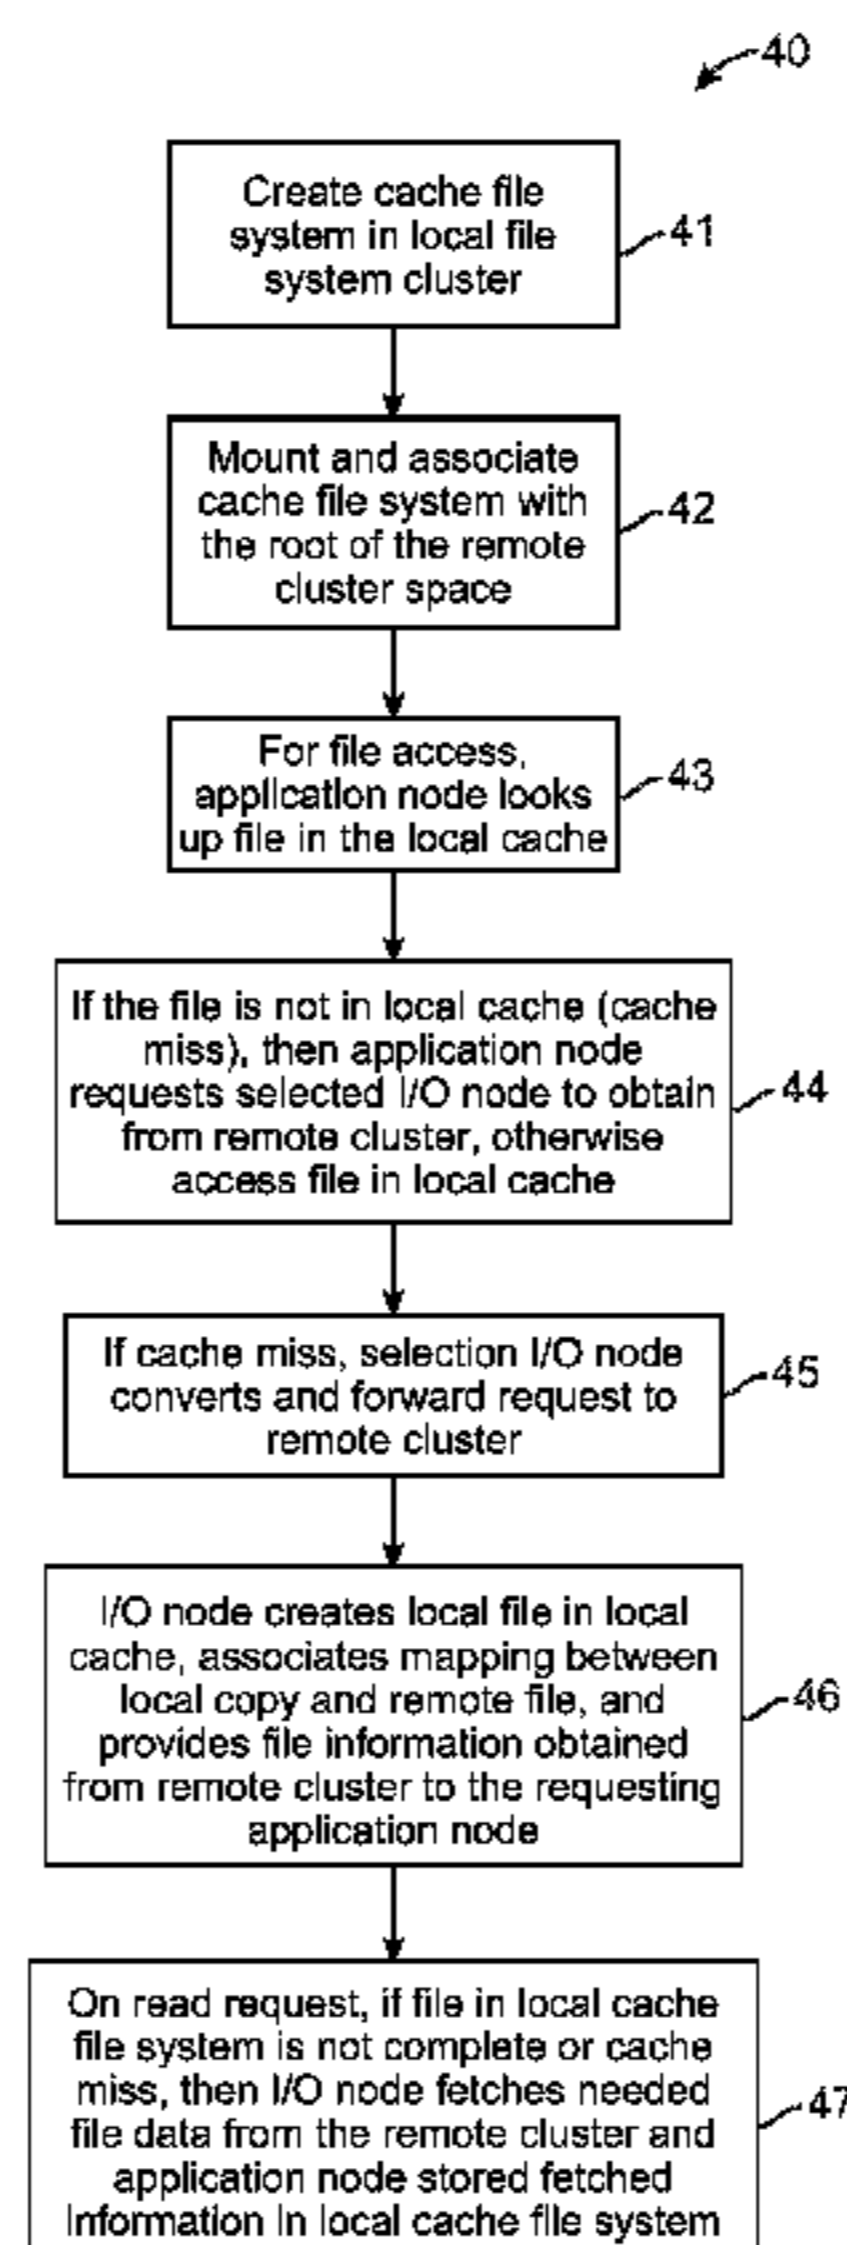 40
Create cache file
system in local file
system cluster
41
Mount and associate
cache file system with
the root of the remote
cluster space
42
For file access,
application node looks
up file in the local cache
43
If the file is not in local cache (cache
miss), then application node
requests selected I/O node to obtain
from remote cluster, otherwise
access file in local cache
44
If cache miss, selection I/O node
converts and forward request to
remote cluster
45
I/O node creates local file in local
cache, associates mapping between
local copy and remote file, and
provides file information obtained
from remote cluster to the requesting
application node
46
On read request, if file in local cache
file system is not complete or cache
miss, then I/O node fetches needed
file data from the remote cluster and
application node stored fetched
information in local cache file system
47